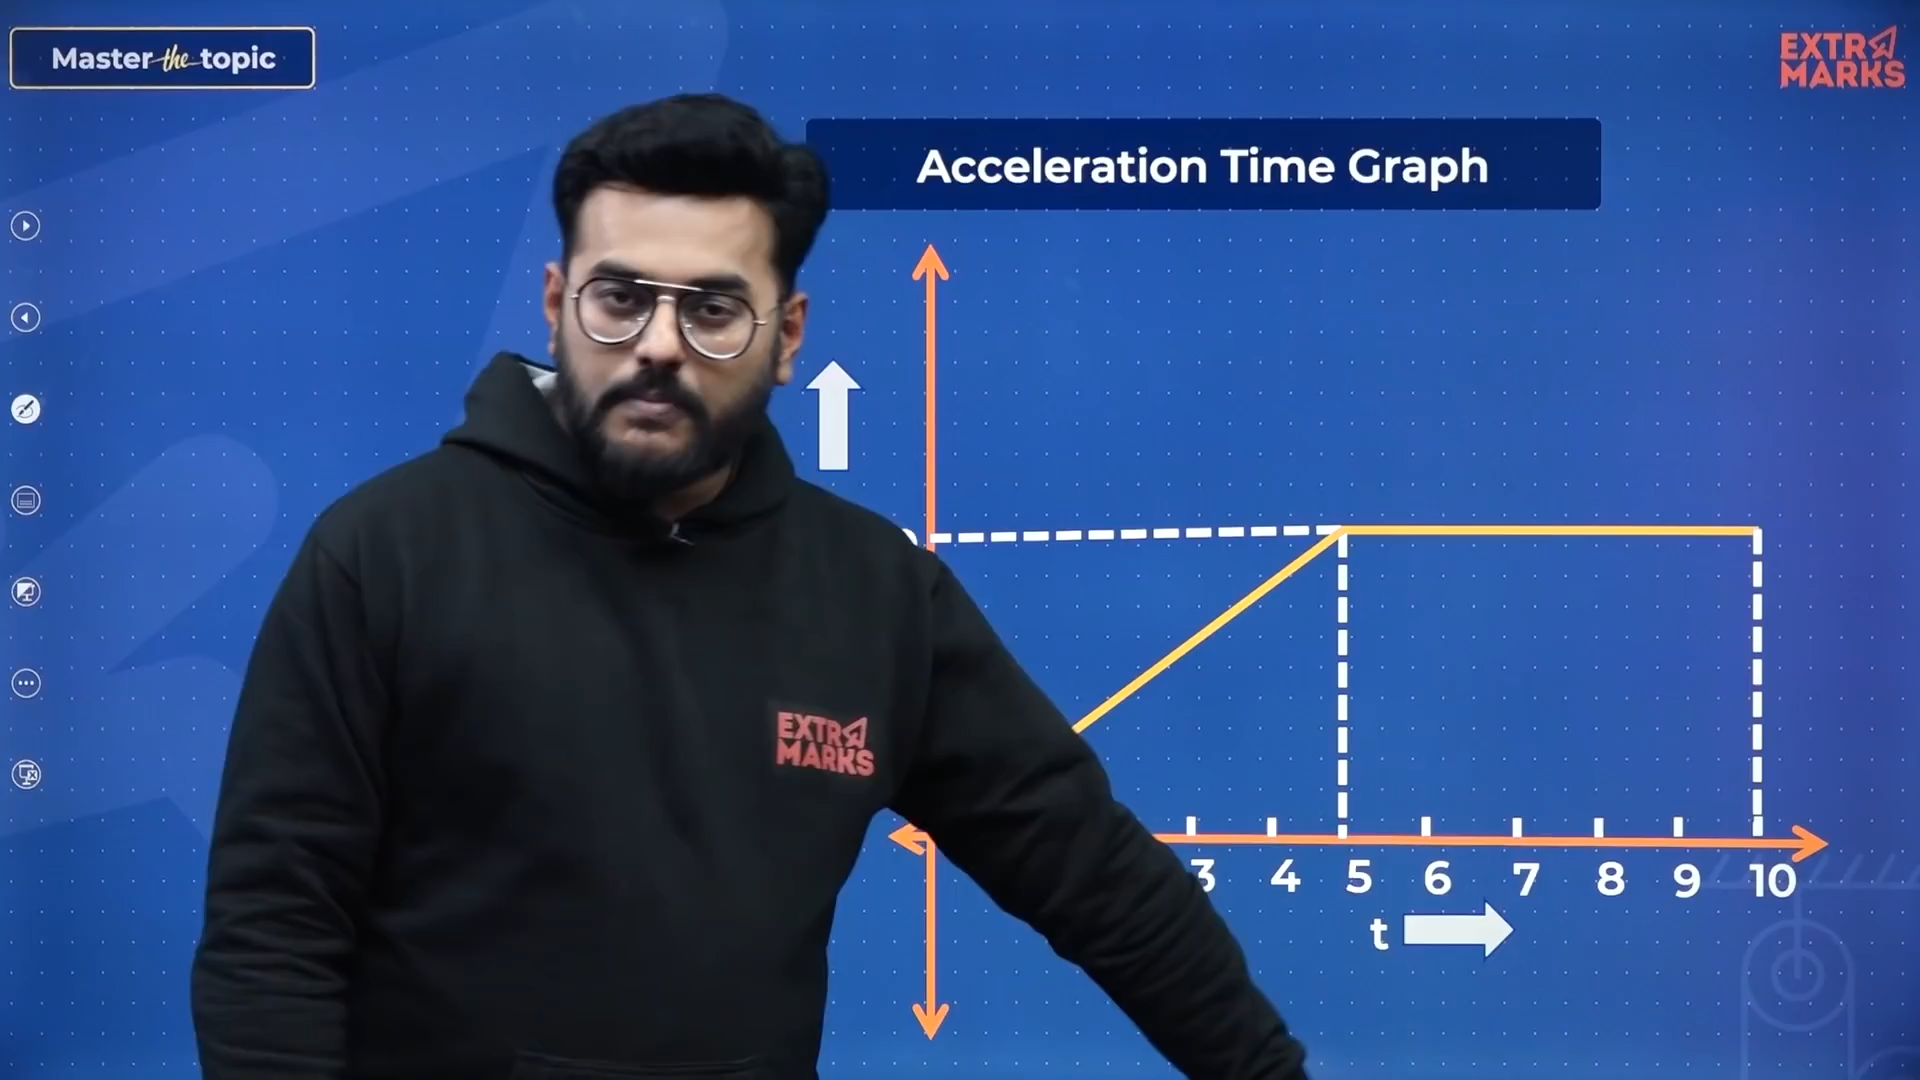 Master the topic
EXTRA
MARKS
Acceleration Time Graph
EXTRA
MARKS
3 4 5 6 7 8 9 10
t